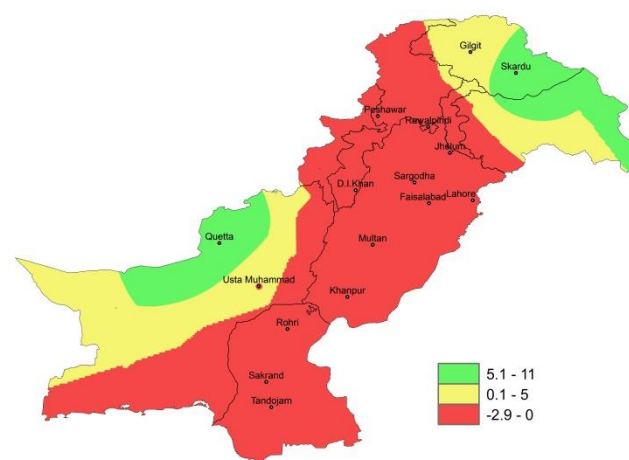 Gilgit
Skardu
Peshawar
Rawalpindi
Jhelum
D.I.Khan
Sargodha
Faisalabad
Lahore
Quetta
Multan
Usta Muhammad
Khanpur
Rohri
Sakrand
Tandojam
5.1 - 11
0.1 - 5
-2.9 - 0